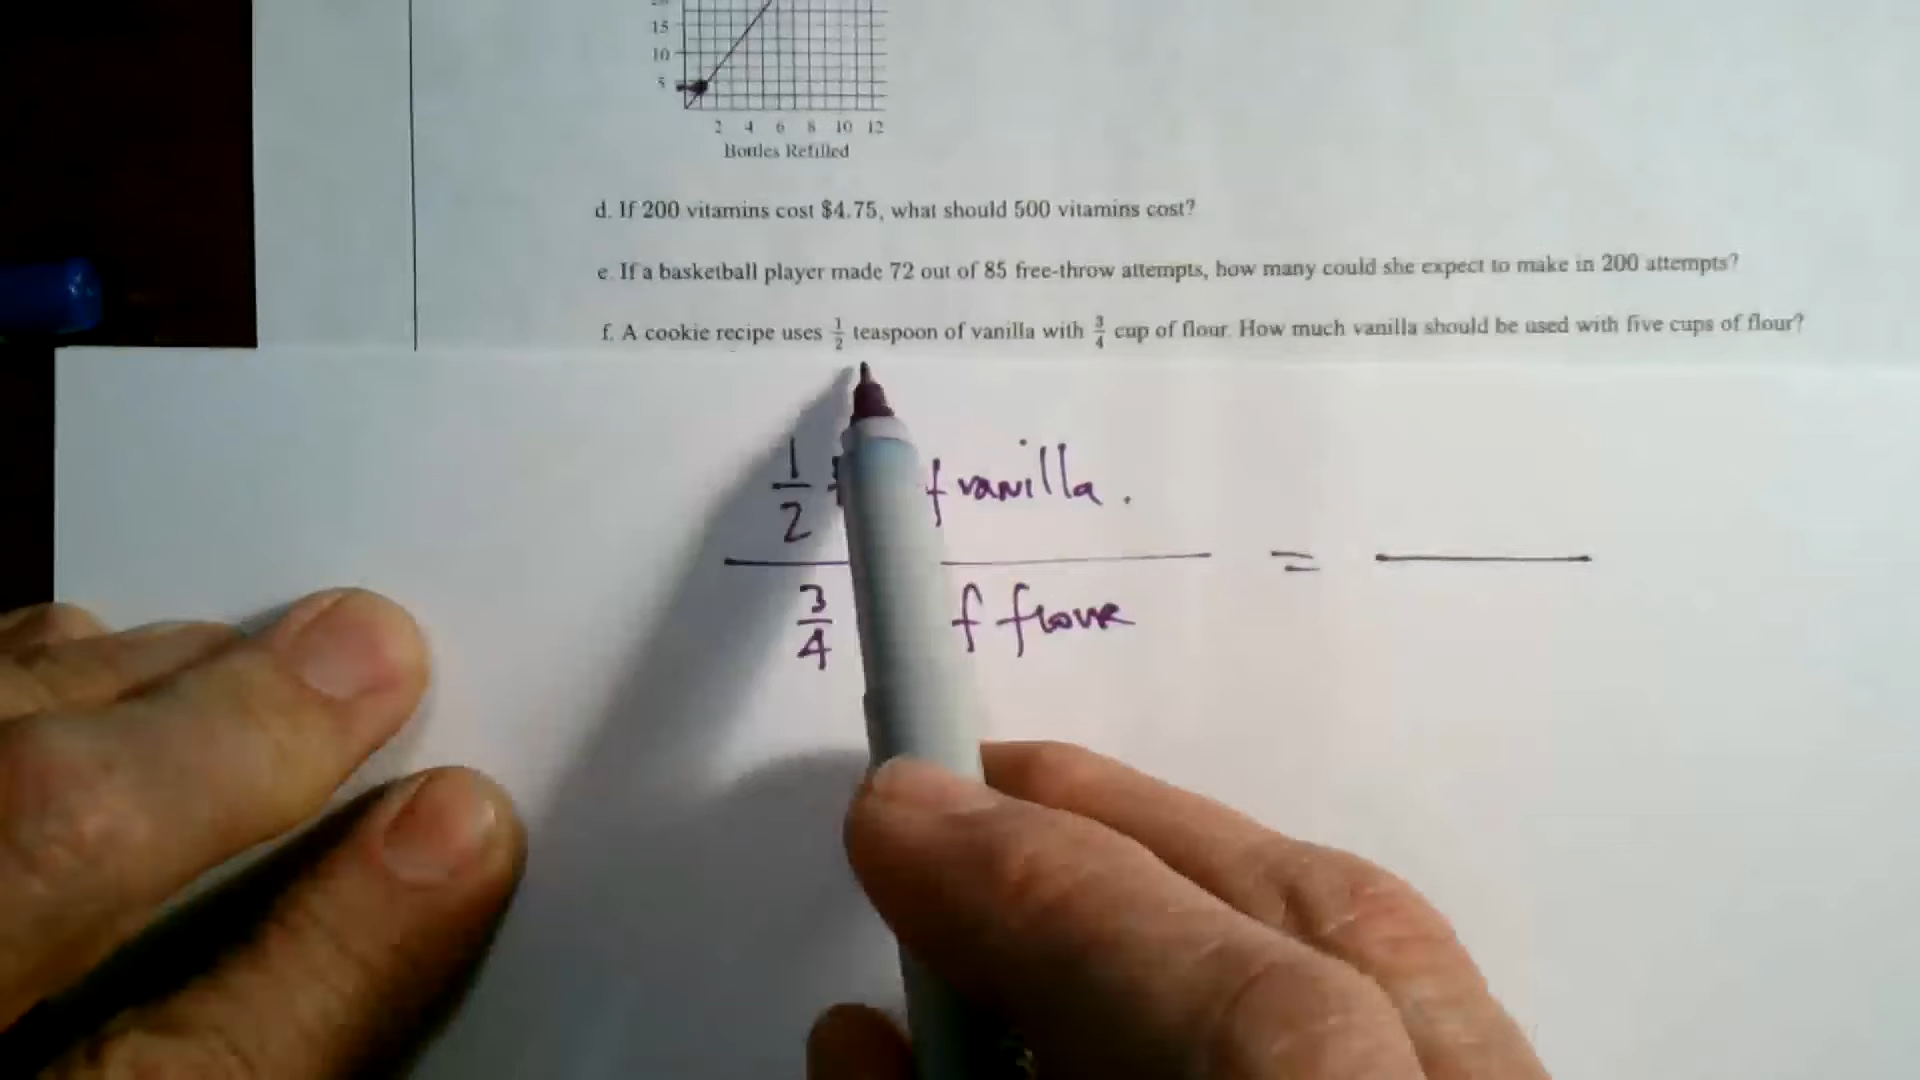 15
10
5
2 4 6 8 10 12
Bottles Refilled
d. If 200 vitamins cost $4.75, what should 500 vitamins cost?
e. If a basketball player made 72 out of 85 free-throw attempts, how many could she expect to make in 200 attempts?
f. A cookie recipe uses 1/2 teaspoon of vanilla with 3/4 cup of flour. How much vanilla should be used with five cups of flour?
1/2 f vanilla.
=
3/4 f flour